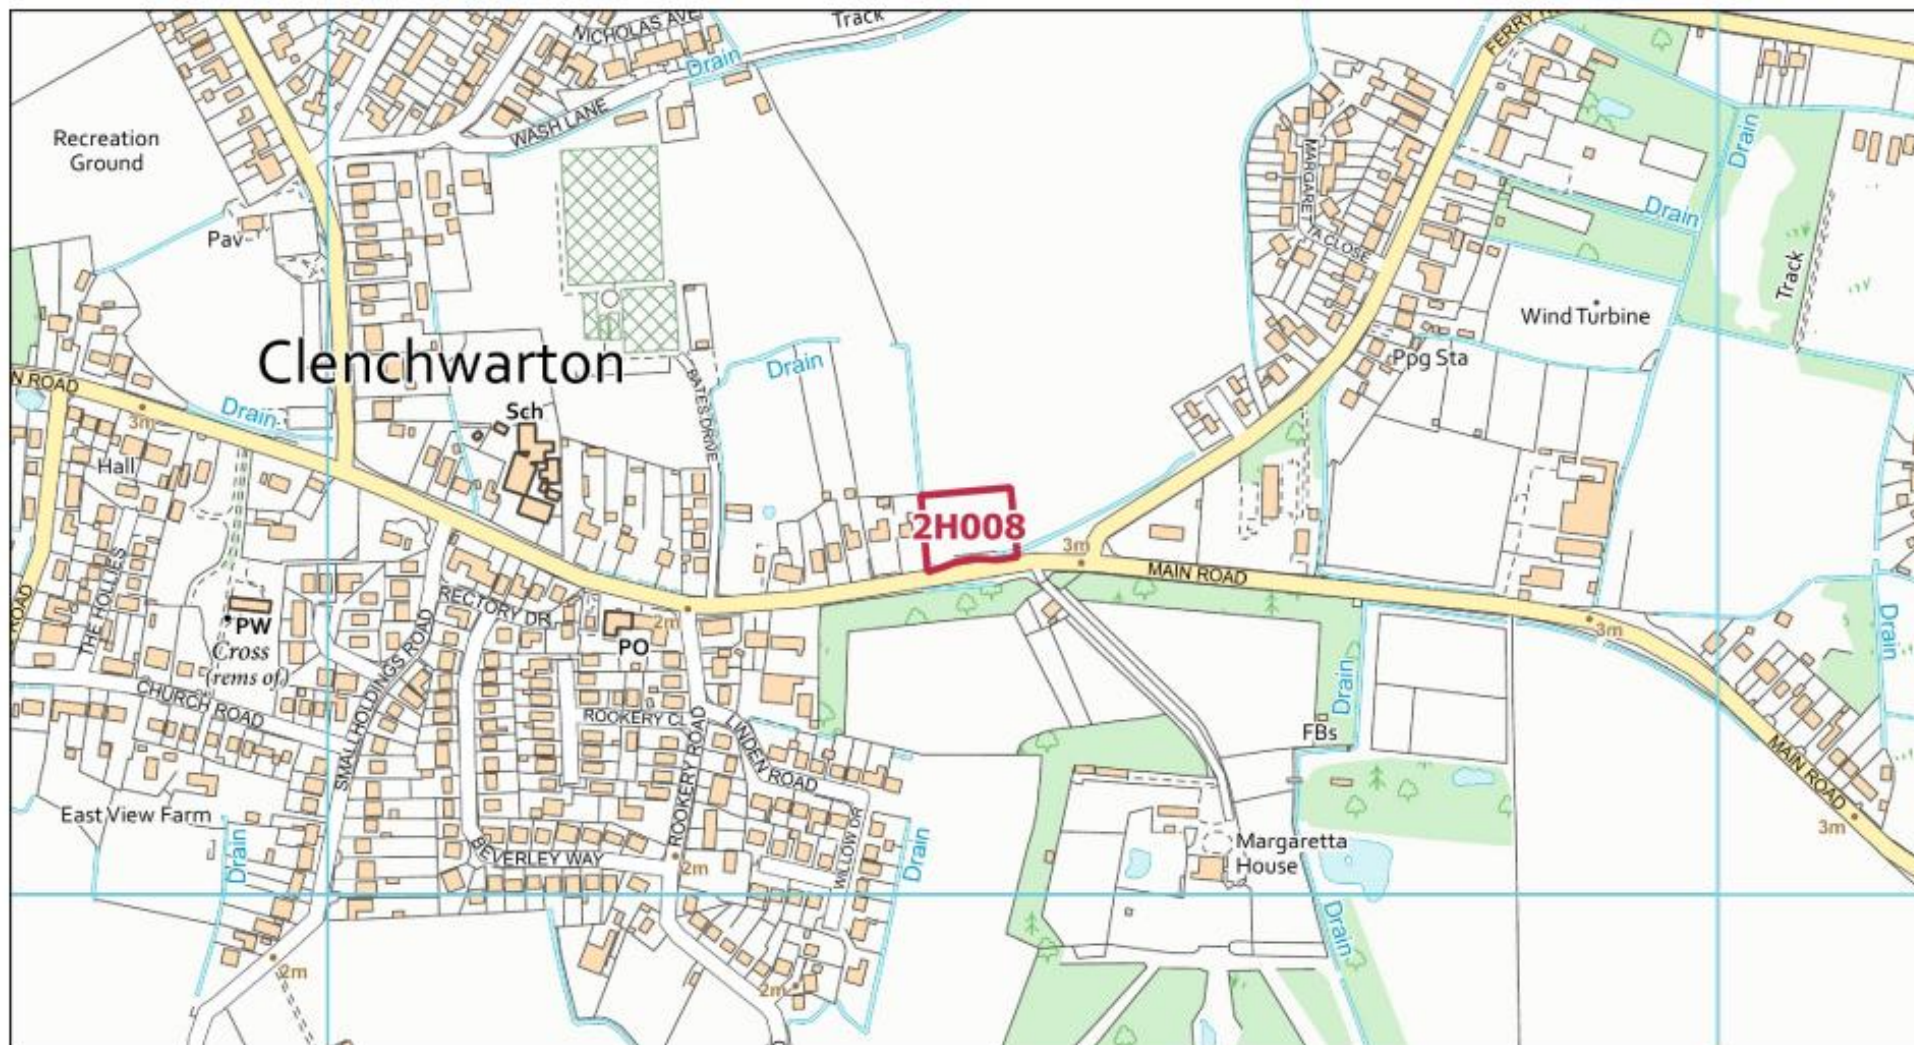 NICHOLAS AVE
Track
FERRY
Drain
Recreation
Ground
WASH LANE
Drain
MARGARET
TA CLOSE
Drain
Pav
Track
Wind Turbine
Clenchwarton
Drain
Ppg Sta
N ROAD
BATES DRIVE
Drain
Sch
3m
Hall
2H008
3m
MAIN ROAD
THE HOLLIES
ROAD
RECTORY DR
2m
3m
PW
PO
Cross
(rems of)
SMALLHOLDINGS ROAD
Drain
Drain
CHURCH ROAD
ROOKERY CL
ROOKERY ROAD
LINDEN ROAD
FBs
MAIN ROAD
East View Farm
3m
Drain
BEVERLEY WAY
2m
WILLOW DR
Drain
Margaretta
House
Drain
2m
2m